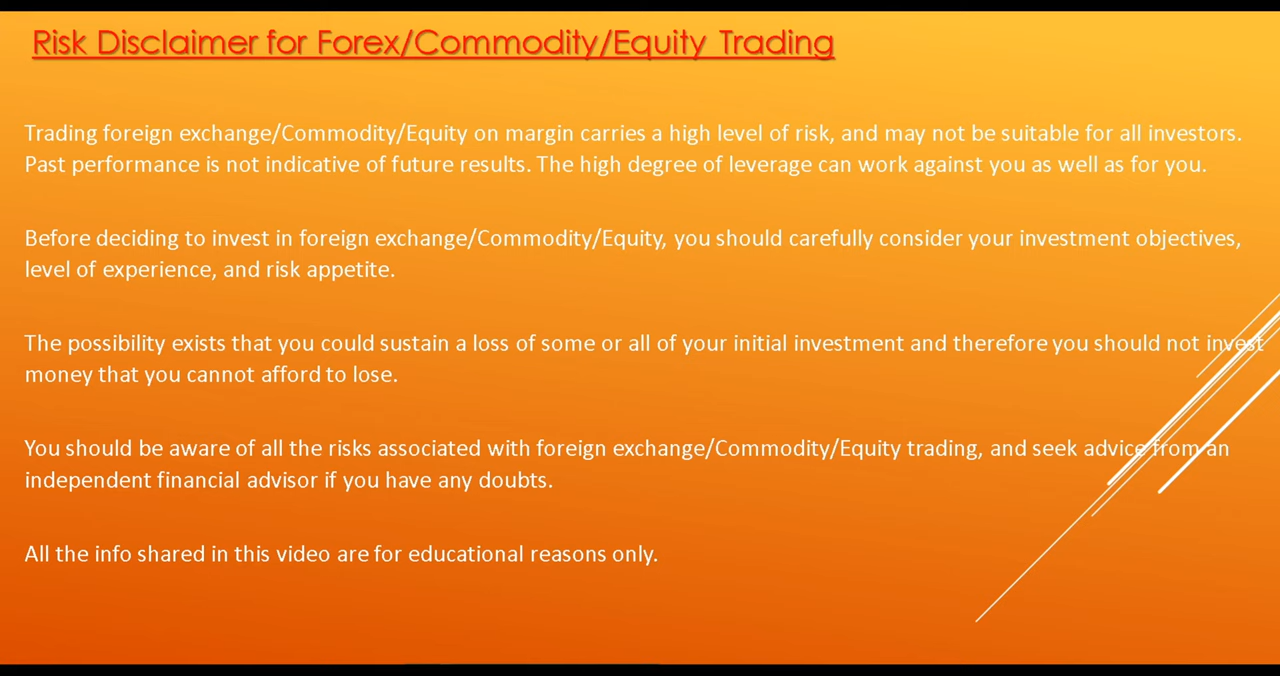 Risk Disclaimer for Forex/Commodity/Equity Trading
Trading foreign exchange/Commodity/Equity on margin carries a high level of risk, and may not be suitable for all investors.
Past performance is not indicative of future results. The high degree of leverage can work against you as well as for you.
Before deciding to invest in foreign exchange/Commodity/Equity, you should carefully consider your investment objectives,
level of experience, and risk appetite.
The possibility exists that you could sustain a loss of some or all of your initial investment and therefore you should not invest
money that you cannot afford to lose.
You should be aware of all the risks associated with foreign exchange/Commodity/Equity trading, and seek advice from an
independent financial advisor if you have any doubts.
All the info shared in this video are for educational reasons only.